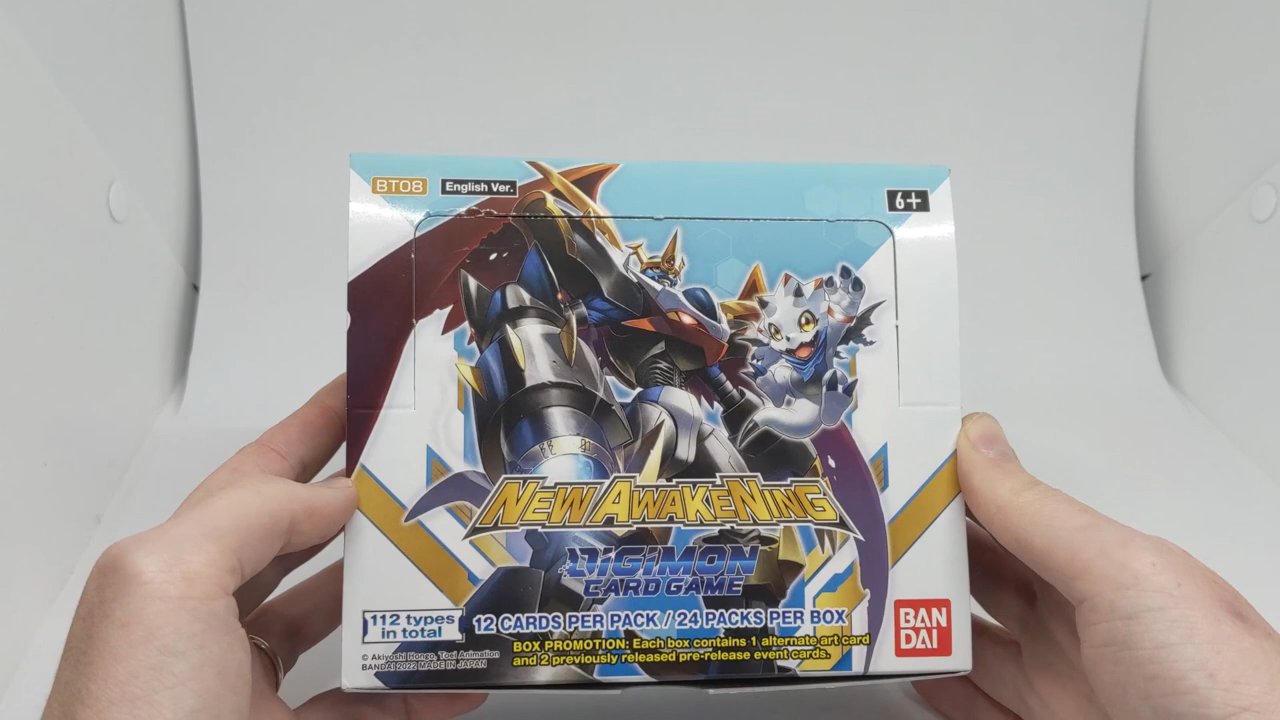 BT08 English Ver.
6+
NEW AWAKENING
DIGIMON
CARD GAME
112 types
in total
12 CARDS PER PACK / 24 PACKS PER BOX
BOX PROMOTION: Each box contains 1 alternate art card
and 2 previously released pre-release event cards.
© Akiyoshi Hongo, Toei Animation
BANDAI 2022 MADE IN JAPAN
BAN
DAI